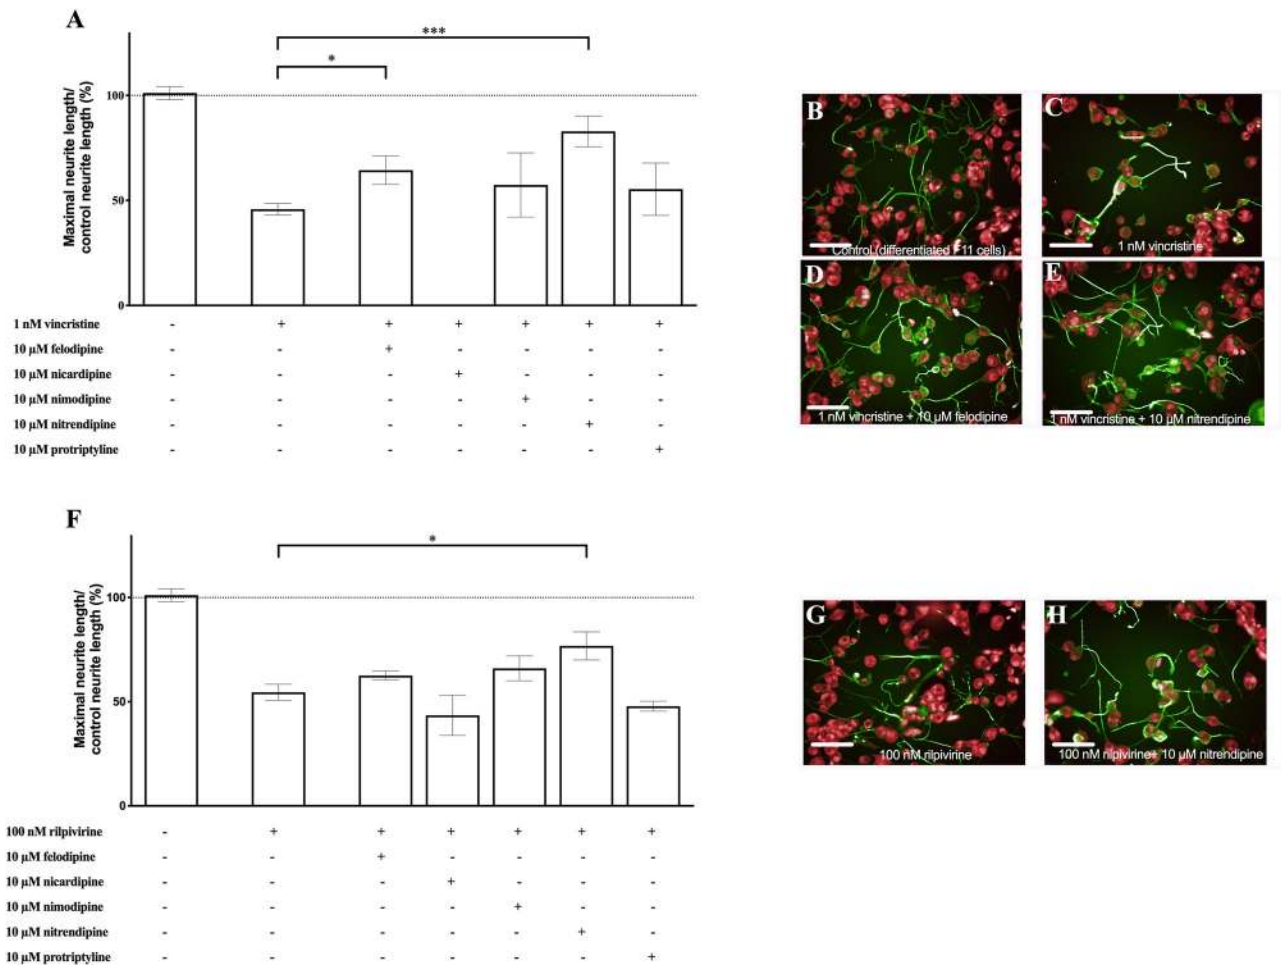 A
***
*
Maximal neurite length/
control neurite length (%)
100
50
0
1 nM vincristine - + + + + + +
10 µM felodipine - - + - - - -
10 µM nicardipine - - - + - - -
10 µM nimodipine - - - - + - -
10 µM nitrendipine - - - - - + -
10 µM protriptyline - - - - - - +
B
Control (differentiated F11 cells)
C
1 nM vincristine
D
1 nM vincristine + 10 µM felodipine
E
1 nM vincristine + 10 µM nitrendipine
F
*
Maximal neurite length/
control neurite length (%)
100
50
0
100 nM rilpivirine - + + + + + +
10 µM felodipine - - + - - - -
10 µM nicardipine - - - + - - -
10 µM nimodipine - - - - + - -
10 µM nitrendipine - - - - - + -
10 µM protriptyline - - - - - - +
G
100 nM rilpivirine
H
100 nM rilpivirine+ 10 µM nitrendipine